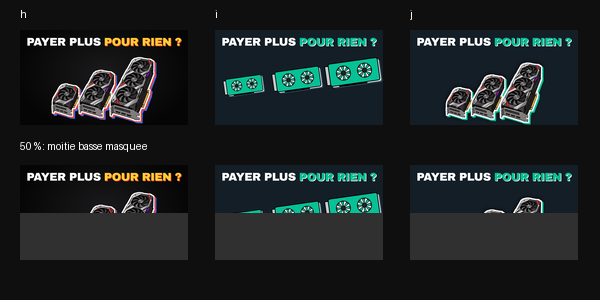 h
i
j
PAYER PLUS POUR RIEN ?
PAYER PLUS POUR RIEN ?
PAYER PLUS POUR RIEN ?
50 %: moitie basse masquee
PAYER PLUS POUR RIEN ?
PAYER PLUS POUR RIEN ?
PAYER PLUS POUR RIEN ?